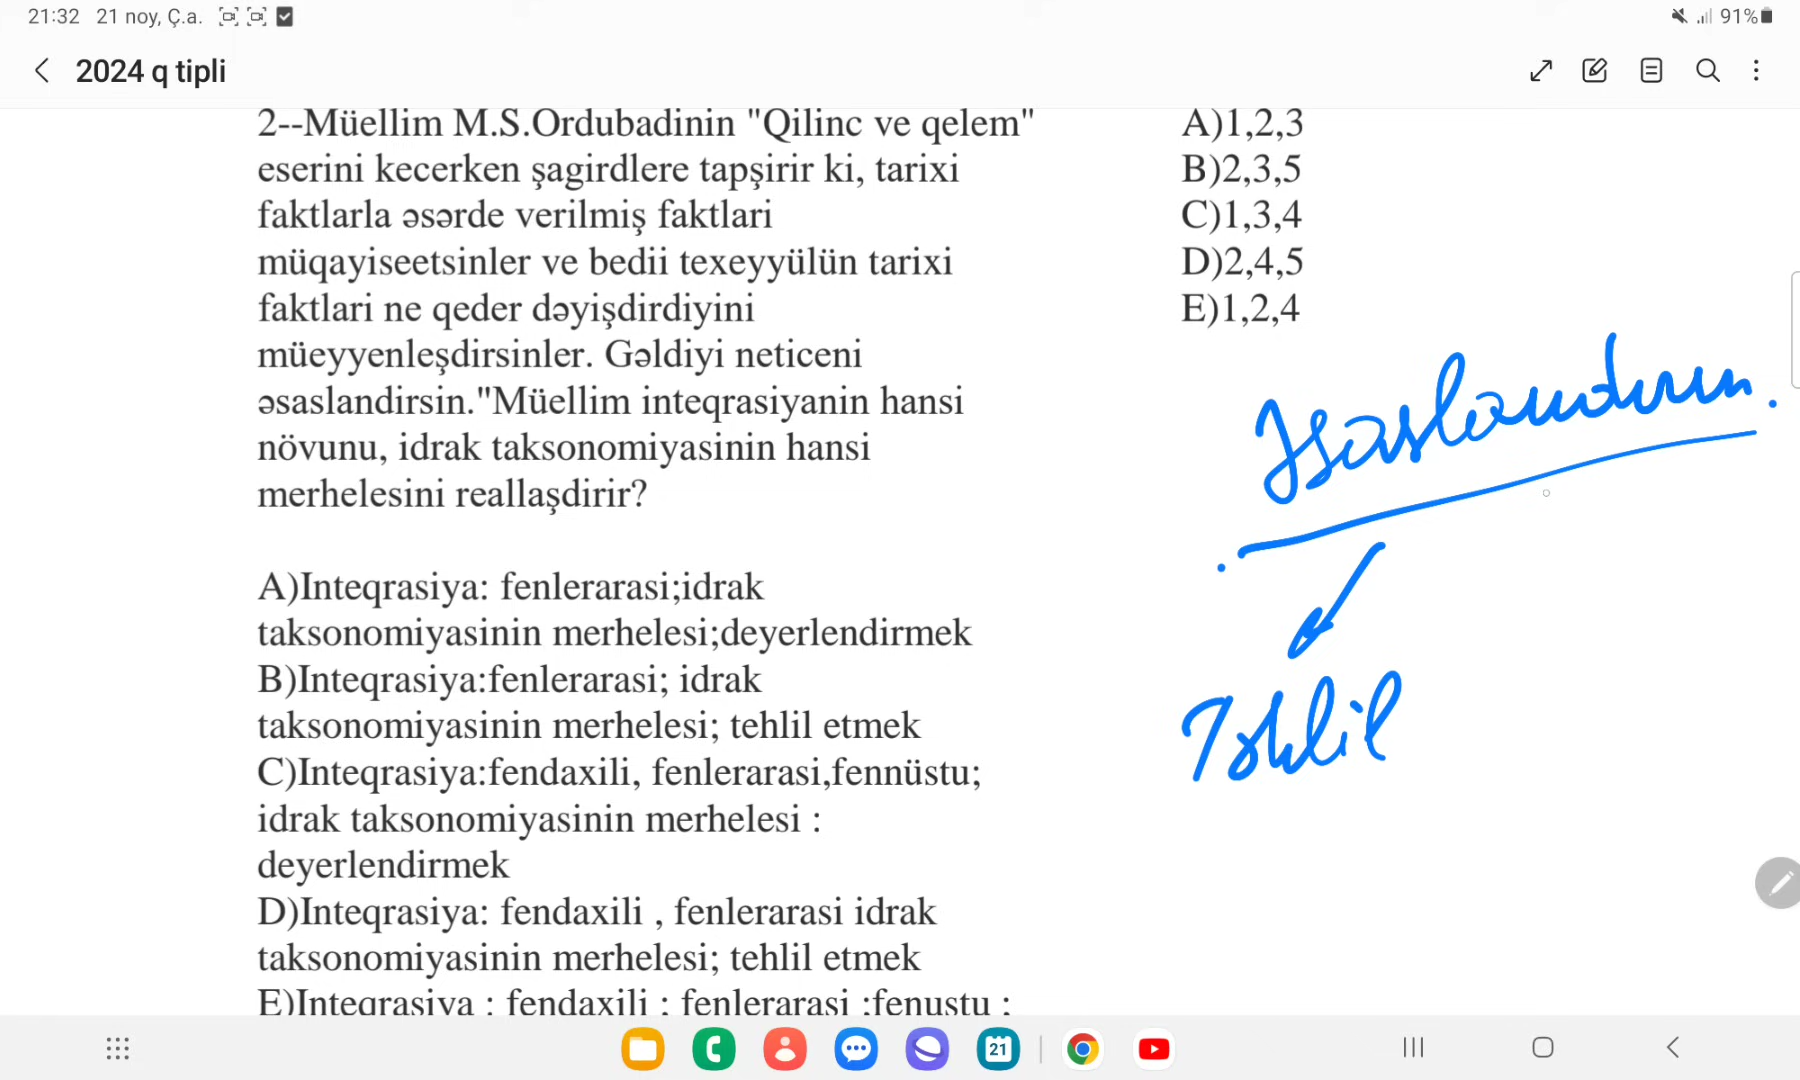 21:32 21 noy, Ç.a.
91%
2024 q tipli
2--Müellim M.S.Ordubadinin "Qilinc ve qelem"
eserini kecerken şagirdlere tapşirir ki, tarixi
faktlarla əsərde verilmiş faktlari
müqayiseetsinler ve bedii texeyyülün tarixi
faktlari ne qeder dəyişdirdiyini
müeyyenleşdirsinler. Gəldiyi neticeni
əsaslandirsin."Müellim inteqrasiyanin hansi
növunu, idrak taksonomiyasinin hansi
merhelesini reallaşdirir?
A)Inteqrasiya: fenlerarasi;idrak
taksonomiyasinin merhelesi;deyerlendirmek
B)Inteqrasiya:fenlerarasi; idrak
taksonomiyasinin merhelesi; tehlil etmek
C)Inteqrasiya:fendaxili, fenlerarasi,fennüstu;
idrak taksonomiyasinin merhelesi :
deyerlendirmek
D)Inteqrasiya: fendaxili , fenlerarasi idrak
taksonomiyasinin merhelesi; tehlil etmek
E)Inteqrasiya : fendaxili ; fenlerarasi ;fenustu ;
A)1,2,3
B)2,3,5
C)1,3,4
D)2,4,5
E)1,2,4
Təhlil
21